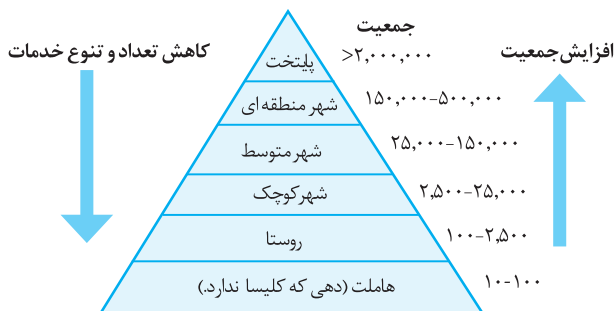 جمعیت
کاهش تعداد و تنوع خدمات
افزایش جمعیت
پایتخت
>۲,۰۰۰,۰۰۰
شهر منطقه ای
۱۵۰,۰۰۰-۵۰۰,۰۰۰
شهر متوسط
۲۵,۰۰۰-۱۵۰,۰۰۰
شهر کوچک
۲,۵۰۰-۲۵,۰۰۰
روستا
۱۰۰-۲,۵۰۰
هاملت (دهی که کلیسا ندارد.)
۱۰-۱۰۰